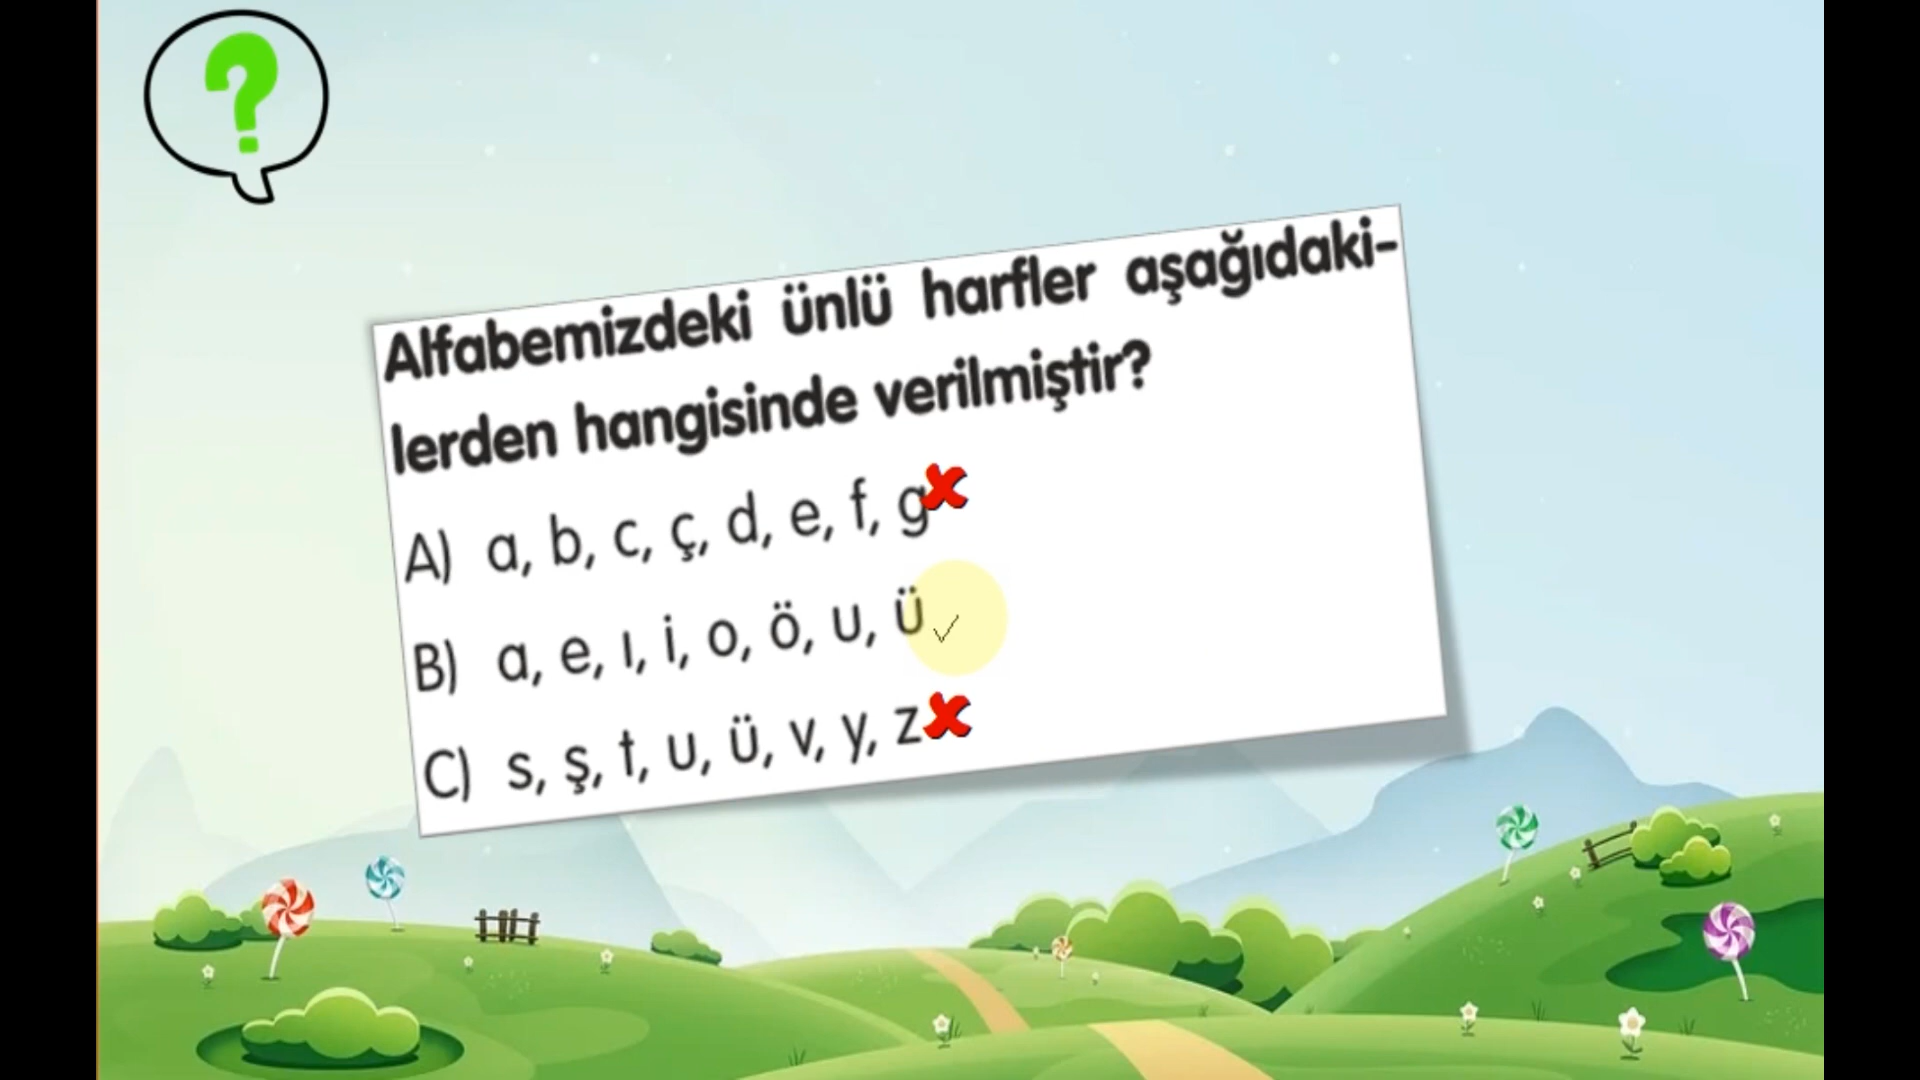 ?
Alfabemizdeki ünlü harfler aşağıdaki-
lerden hangisinde verilmiştir?
A) a, b, c, ç, d, e, f, g
B) a, e, ı, i, o, ö, u, ü
C) s, ş, t, u, ü, v, y, z